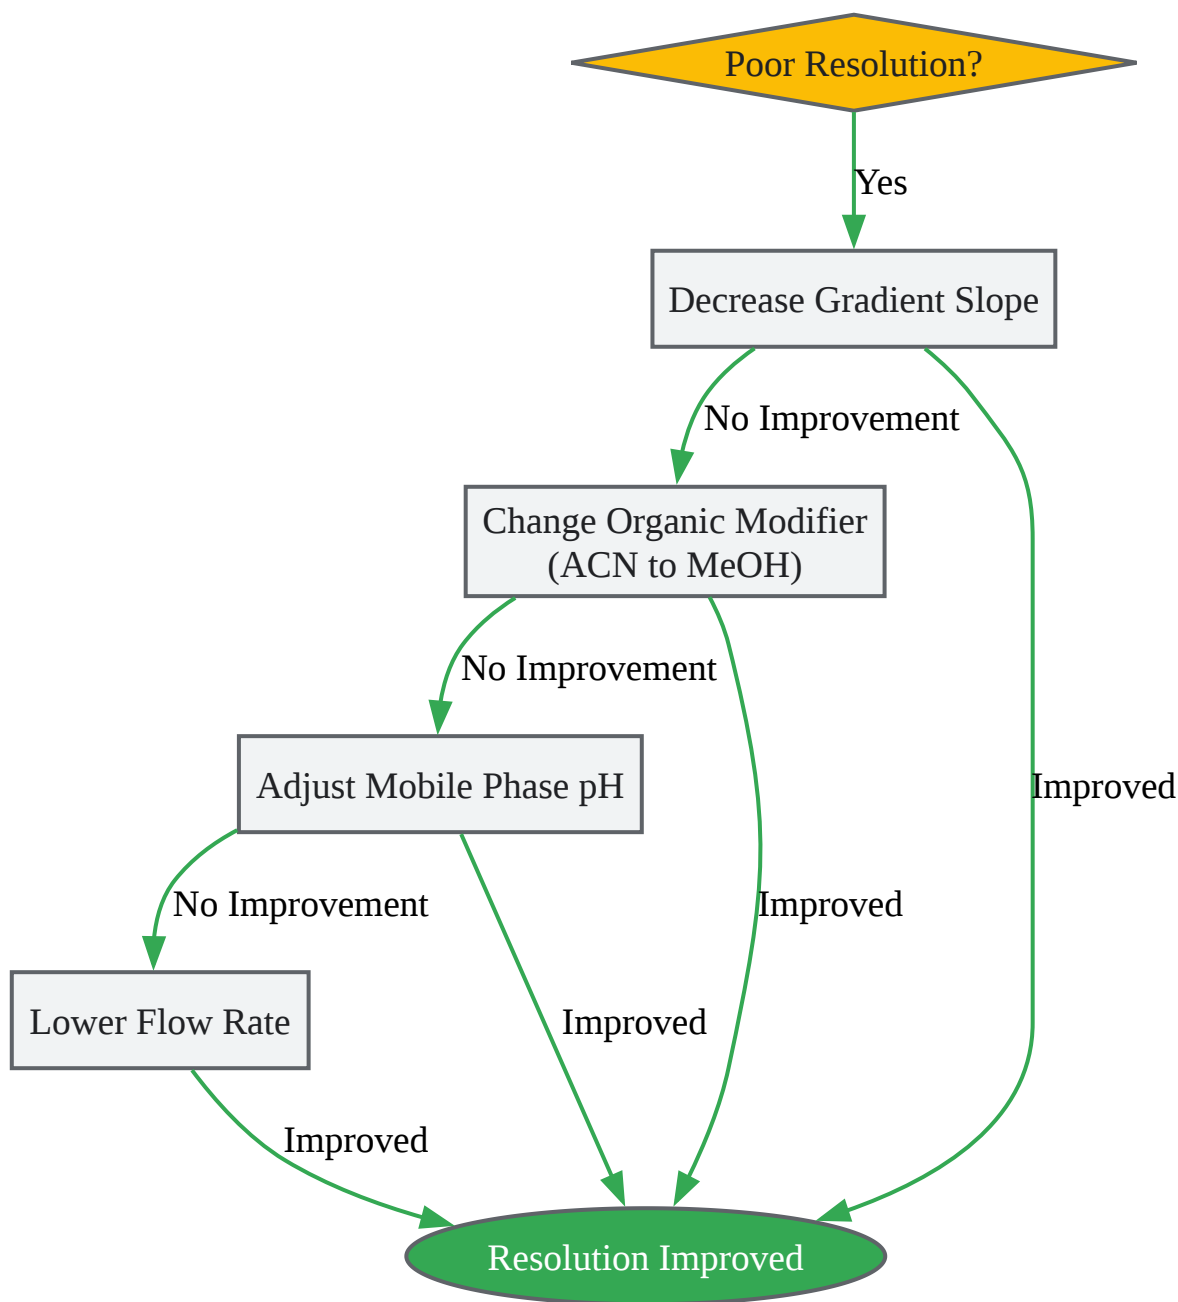 Poor Resolution?
Yes
Decrease Gradient Slope
No Improvement
Change Organic Modifier
(ACN to MeOH)
No Improvement
Adjust Mobile Phase pH
Improved
No Improvement
Improved
Lower Flow Rate
Improved
Improved
Resolution Improved